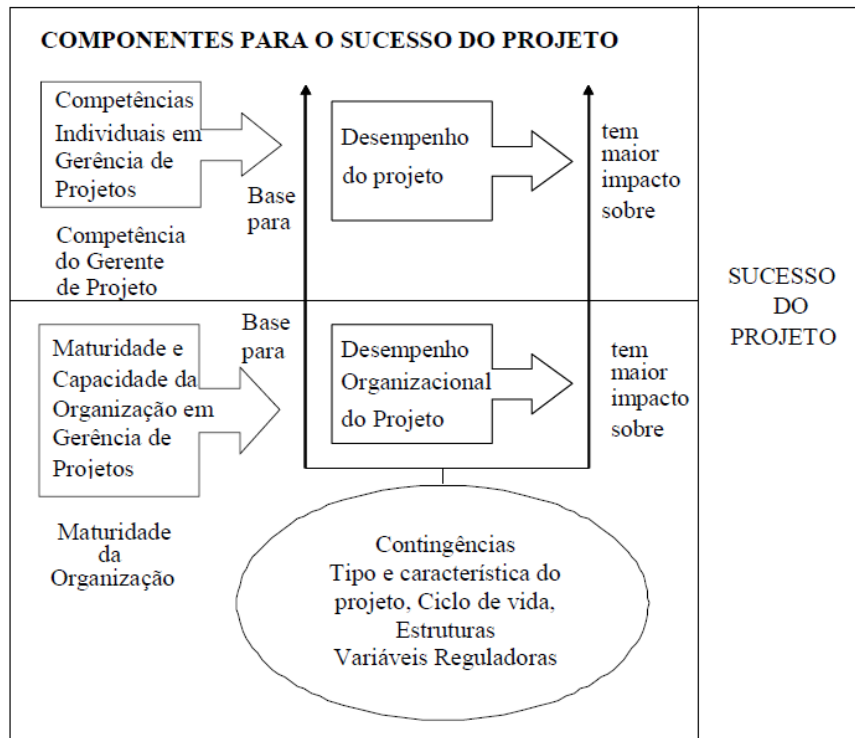 COMPONENTES PARA O SUCESSO DO PROJETO
Competências
Individuais em
Gerência de
Projetos
Competência
do Gerente
de Projeto
Base
para
Desempenho
do projeto
tem
maior
impacto
sobre
Maturidade e
Capacidade da
Organização em
Gerência de
Projetos
Maturidade
da
Organização
Base
para
Desempenho
Organizacional
do Projeto
tem
maior
impacto
sobre
Contingências
Tipo e característica do
projeto, Ciclo de vida,
Estruturas
Variáveis Reguladoras
SUCESSO
DO
PROJETO